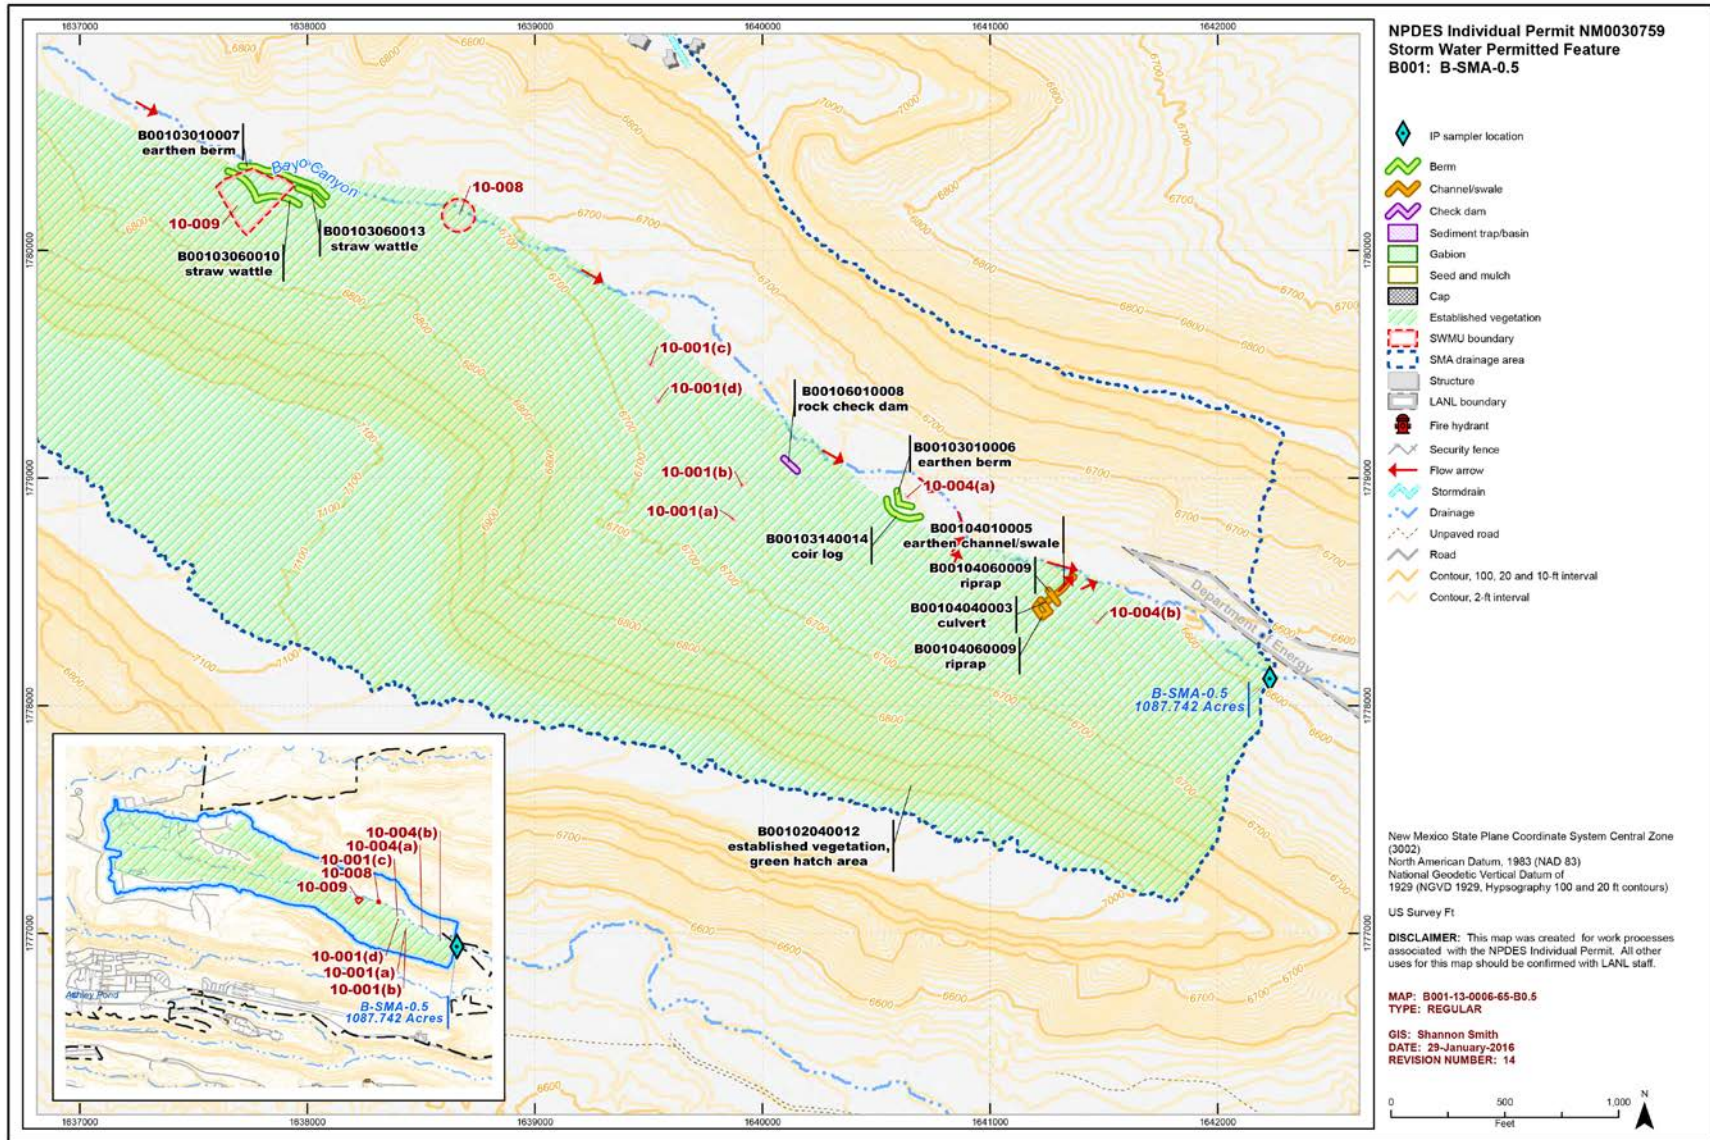 NPDES Individual Permit NM0030759
Storm Water Permitted Feature
B001: B-SMA-0.5
IP sampler location
Berm
Channel/swale
Check dam
Sediment trap/basin
Gabion
Seed and mulch
Cap
Established vegetation
SWMU boundary
SMA drainage area
Structure
LANL boundary
Fire hydrant
Security fence
Flow arrow
Stormdrain
Drainage
Unpaved road
Road
Contour, 100, 20 and 10-ft interval
Contour, 2-ft interval
New Mexico State Plane Coordinate System Central Zone
(3002)
North American Datum, 1983 (NAD 83)
National Geodetic Vertical Datum of
1929 (NGVD 1929, Hypsography 100 and 20 ft contours)
US Survey Ft
DISCLAIMER: This map was created for work processes
associated with the NPDES Individual Permit. All other
uses for this map should be confirmed with LANL staff.
MAP: B001-13-0006-65-B0.5
TYPE: REGULAR
GIS: Shannon Smith
DATE: 29-January-2016
REVISION NUMBER: 14
0 500 1,000
Feet
N
1637000 1638000 1639000 1640000 1641000 1642000
B00103010007
earthen berm
Bayo Canyon
10-008
10-009
B00103060013
straw wattle
B00103060010
straw wattle
10-001(c)
10-001(d)
B00106010008
rock check dam
B00103010006
earthen berm
10-001(b)
10-004(a)
10-001(a)
B00103140014
coir log
B00104010005
earthen channel/swale
B00104060009
riprap
B00104040003
culvert
10-004(b)
B00104060009
riprap
Department of Energy
B-SMA-0.5
1087.742 Acres
B00102040012
established vegetation,
green hatch area
10-004(b)
10-004(a)
10-001(c)
10-008
10-009
10-001(d)
10-001(a)
10-001(b)
Ashley Pond
B-SMA-0.5
1087.742 Acres
1780000
1779000
1778000
1777000
1780000
1779000
1778000
1777000
1637000 1638000 1639000 1640000 1641000 1642000